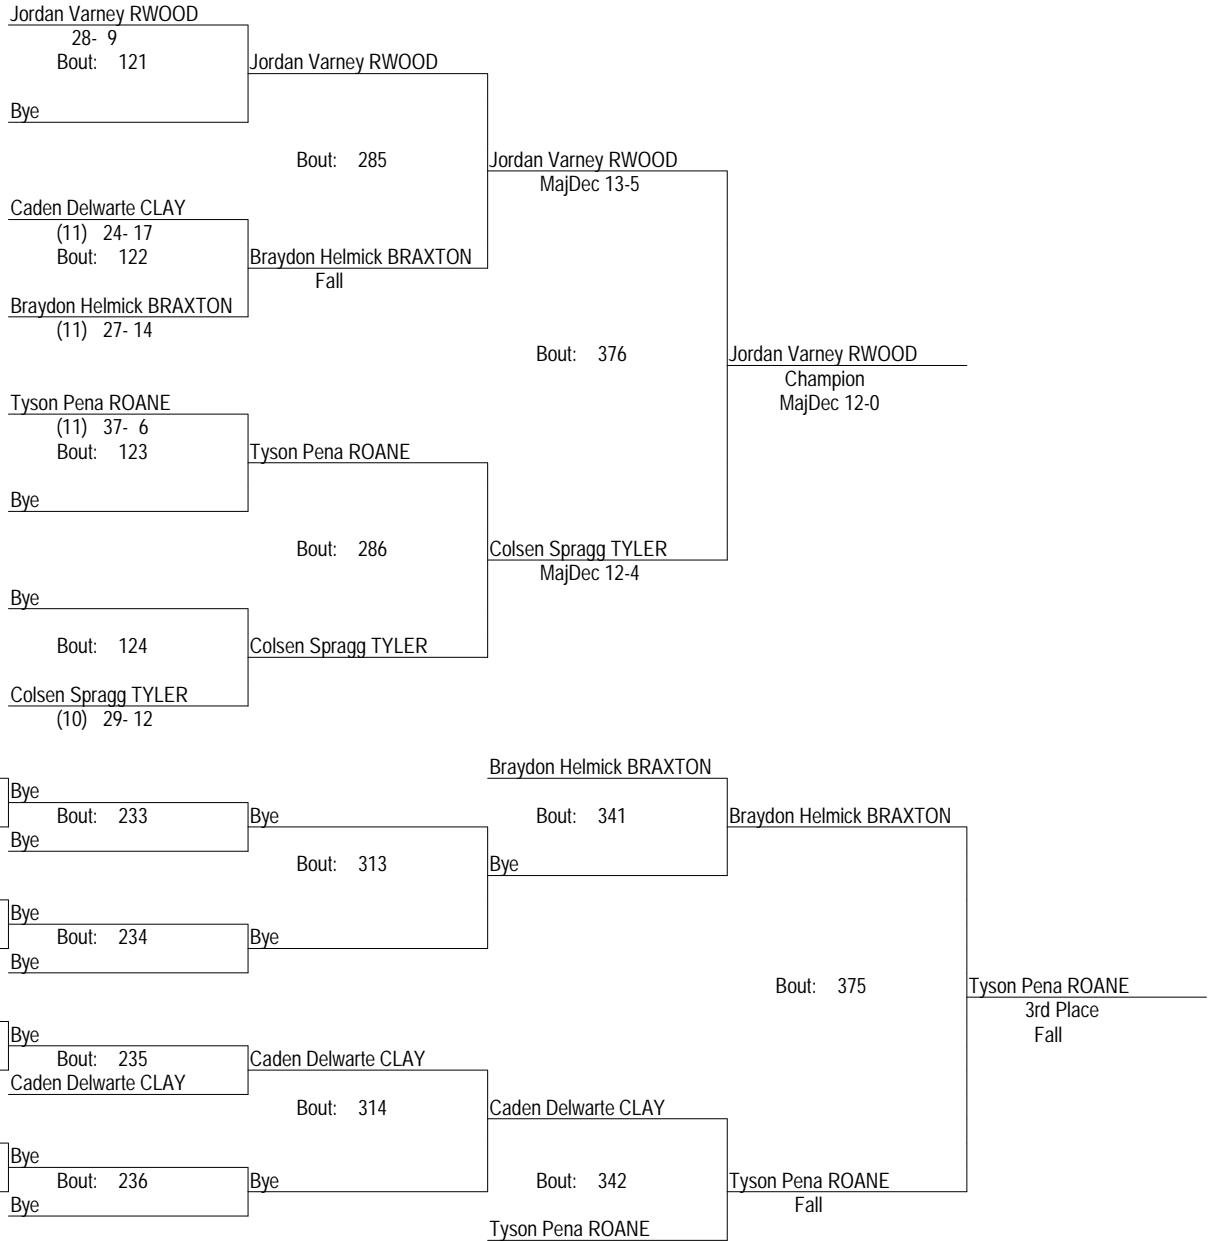 Jordan Varney RWOOD
28- 9
Bout: 121
Jordan Varney RWOOD
Bye
Bout: 285
Jordan Varney RWOOD
MajDec 13-5
Caden Delwarte CLAY
(11) 24- 17
Bout: 122
Braydon Helmick BRAXTON
Fall
Braydon Helmick BRAXTON
(11) 27- 14
Bout: 376
Jordan Varney RWOOD
Champion
MajDec 12-0
Tyson Pena ROANE
(11) 37- 6
Bout: 123
Tyson Pena ROANE
Bye
Bout: 286
Colsen Spragg TYLER
MajDec 12-4
Bye
Bout: 124
Colsen Spragg TYLER
Colsen Spragg TYLER
(10) 29- 12
Braydon Helmick BRAXTON
Bye
Bout: 233
Bye
Bout: 341
Braydon Helmick BRAXTON
Bye
Bout: 313
Bye
Bye
Bout: 234
Bye
Bye
Bout: 375
Tyson Pena ROANE
3rd Place
Fall
Bye
Bout: 235
Caden Delwarte CLAY
Caden Delwarte CLAY
Bout: 314
Caden Delwarte CLAY
Bye
Bout: 236
Bye
Bout: 342
Tyson Pena ROANE
Fall
Bye
Tyson Pena ROANE